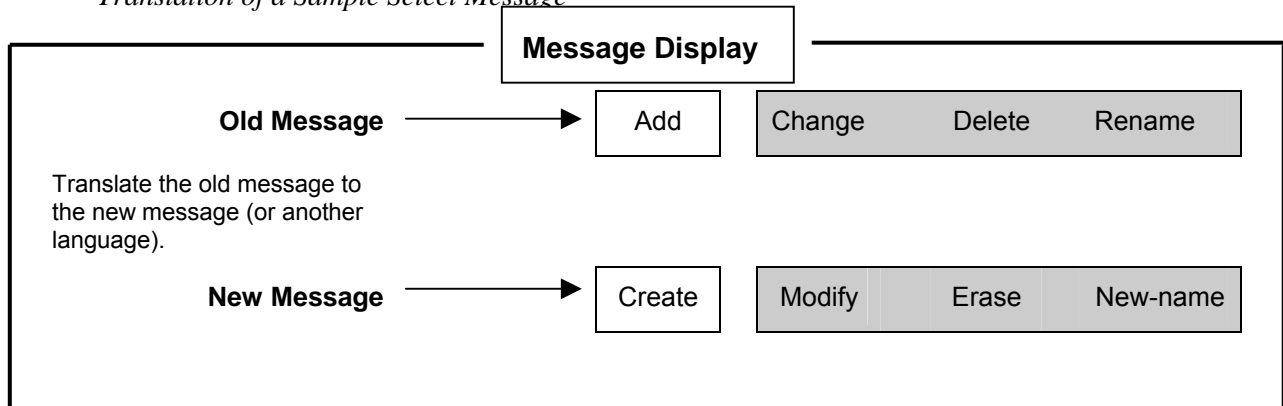 Translation of a Sample Select Message
Message Display
Old Message Add Change Delete Rename
Translate the old message to
the new message (or another
language).
New Message Create Modify Erase New-name